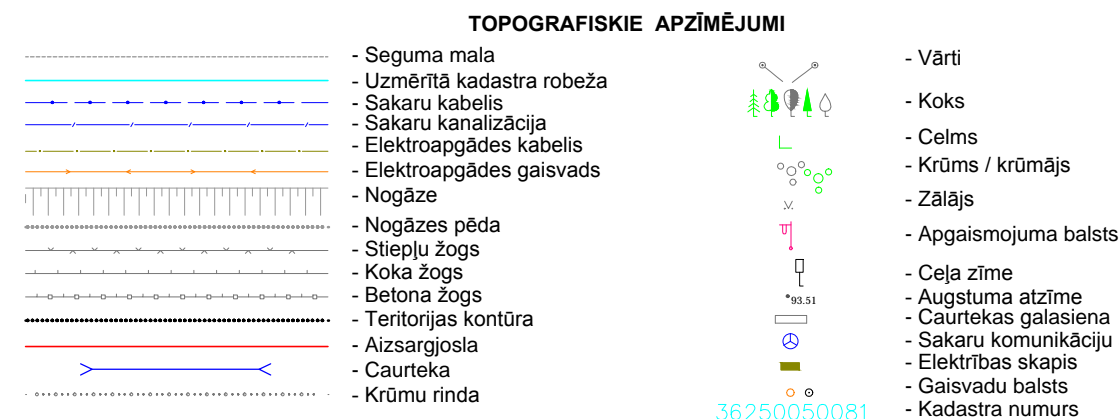 TOPOGRAFISKIE APZĪMĒJUMI
- Seguma mala
- Uzmērītā kadastra robeža
- Sakaru kabelis
- Sakaru kanalizācija
- Elektroapgādes kabelis
- Elektroapgādes gaisvads
- Nogāze
- Nogāzes pēda
- Stiepļu žogs
- Koka žogs
- Betona žogs
- Teritorijas kontūra
- Aizsargjosla
- Caurteka
- Krūmu rinda
- Vārti
- Koks
- Celms
- Krūms / krūmājs
- Zālājs
- Apgaismojuma balsts
- Ceļa zīme
93.51 - Augstuma atzīme
- Caurtekas galasiena
- Sakaru komunikāciju
- Elektrības skapis
- Gaisvadu balsts
36250050081 - Kadastra numurs